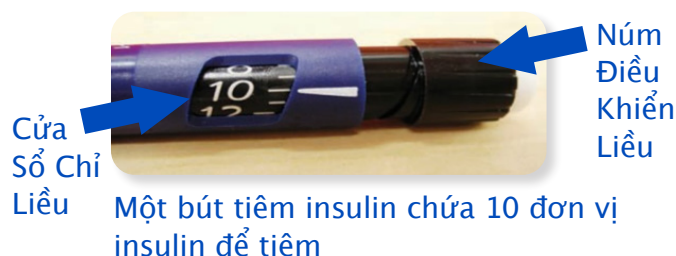 Núm
Điều
Khiển
Liều
10
12
Cửa
Sổ Chỉ
Liều
Một bút tiêm insulin chứa 10 đơn vị
insulin để tiêm